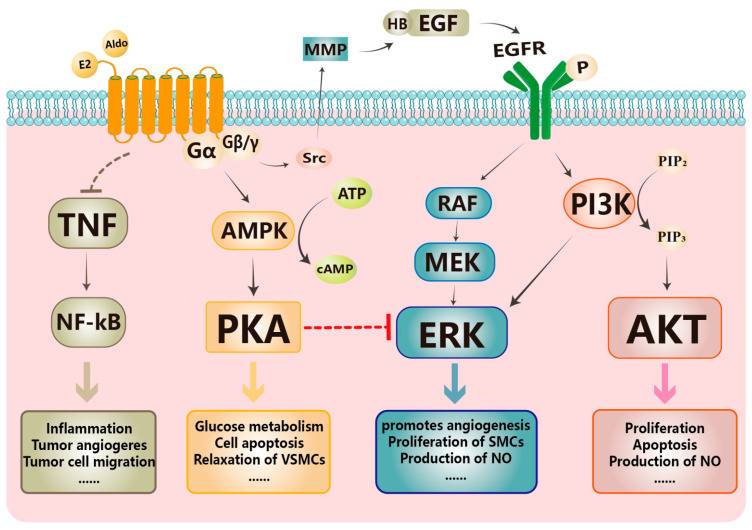 Aldo
E2
MMP
HB
EGF
EGFR
P
Gα
Gβ/γ
Src
TNF
NF-kB
AMPK
ATP
cAMP
PKA
RAF
MEK
ERK
PI3K
PIP2
PIP3
AKT
Inflammation
Tumor angiogeres
Tumor cell migration
......
Glucose metabolism
Cell apoptosis
Relaxation of VSMCs
......
promotes angiogenesis
Proliferation of SMCs
Production of NO
......
Proliferation
Apoptosis
Production of NO
......